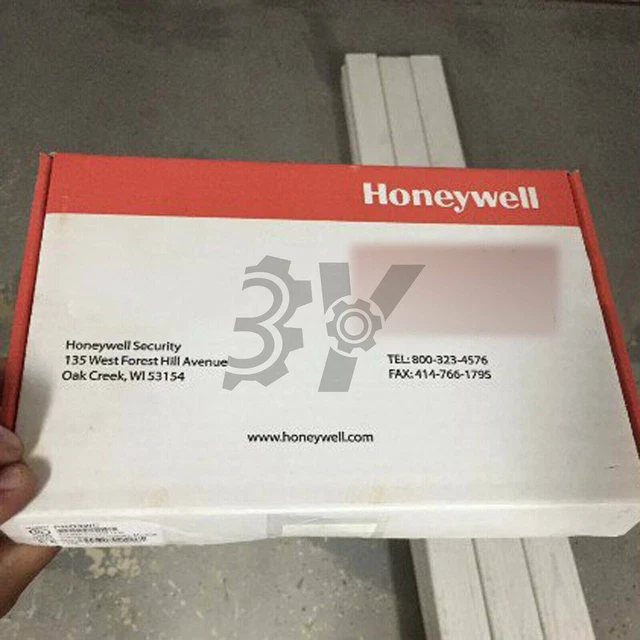 Honeywell
3Y
Honeywell Security
135 West Forest Hill Avenue
Oak Creek, WI 53154
TEL: 800-323-4576
FAX: 414-766-1795
www.honeywell.com